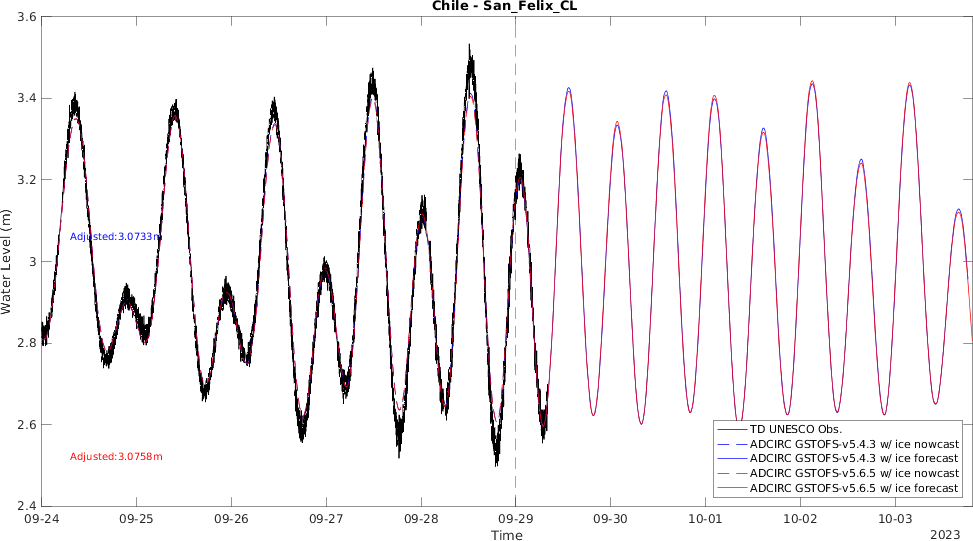 Chile - San_Felix_CL
3.6
3.4
3.2
3
2.8
2.6
2.4
Water Level (m)
Adjusted:3.0733m
Adjusted:3.0758m
TD UNESCO Obs.
ADCIRC GSTOFS-v5.4.3 w/ ice nowcast
ADCIRC GSTOFS-v5.4.3 w/ ice forecast
ADCIRC GSTOFS-v5.6.5 w/ ice nowcast
ADCIRC GSTOFS-v5.6.5 w/ ice forecast
09-24 09-25 09-26 09-27 09-28 09-29 09-30 10-01 10-02 10-03
Time
2023